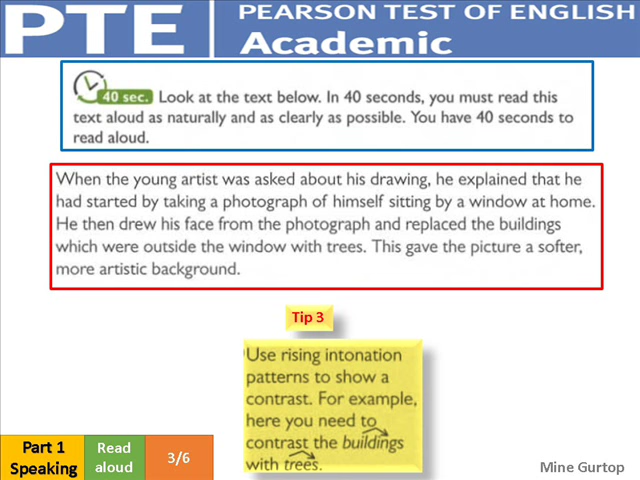 PTE
PEARSON TEST OF ENGLISH
Academic
40 sec. Look at the text below. In 40 seconds, you must read this
text aloud as naturally and as clearly as possible. You have 40 seconds to
read aloud.
When the young artist was asked about his drawing, he explained that he
had started by taking a photograph of himself sitting by a window at home.
He then drew his face from the photograph and replaced the buildings
which were outside the window with trees. This gave the picture a softer,
more artistic background.
Tip 3
Use rising intonation
patterns to show a
contrast. For example,
here you need to
contrast the buildings
with trees.
Part 1
Speaking
Read
aloud
3/6
Mine Gurtop